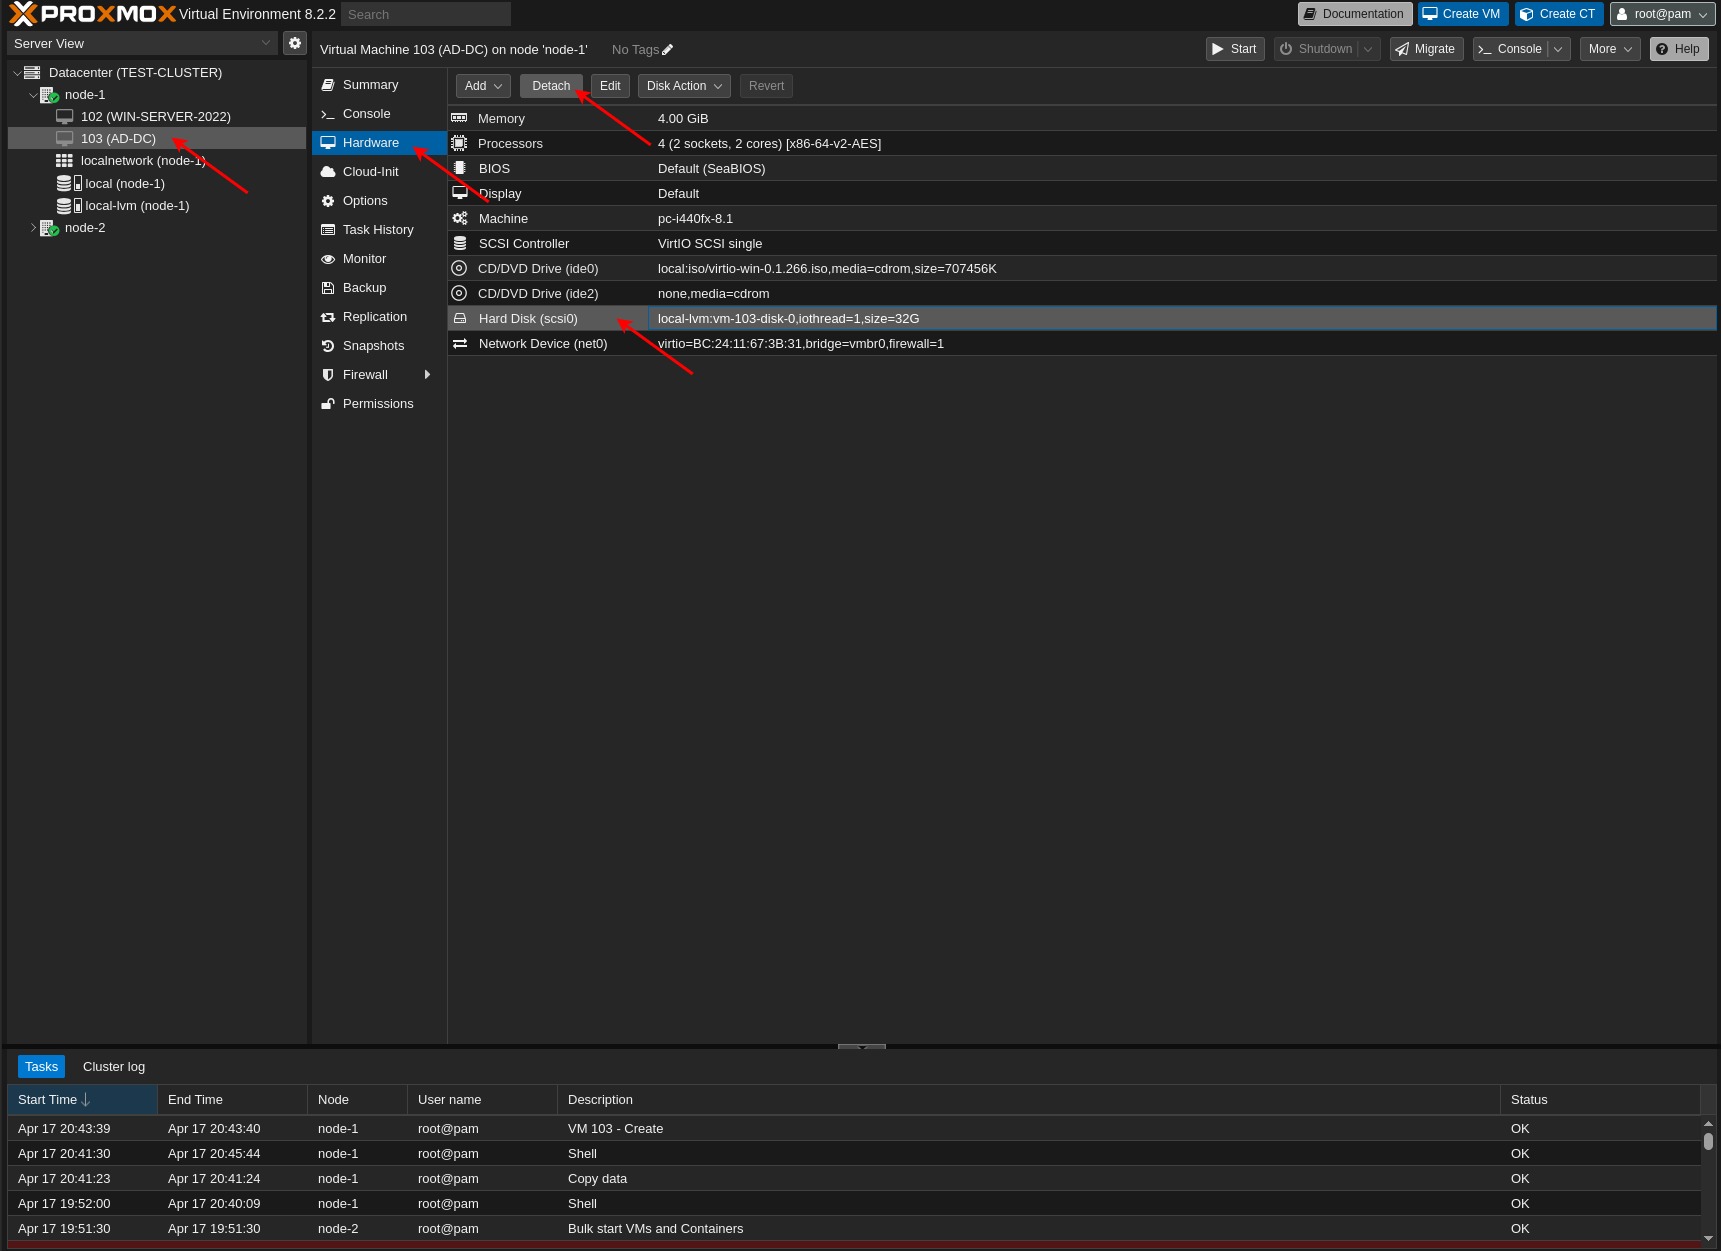 PROXMOX Virtual Environment 8.2.2 Search Documentation Create VM Create CT root@pam
Server View
Datacenter (TEST-CLUSTER)
node-1
102 (WIN-SERVER-2022)
103 (AD-DC)
localnetwork (node-1)
local (node-1)
local-lvm (node-1)
node-2
Virtual Machine 103 (AD-DC) on node 'node-1' No Tags Start Shutdown Migrate Console More Help
Summary
Console
Hardware
Cloud-Init
Options
Task History
Monitor
Backup
Replication
Snapshots
Firewall
Permissions
Add Detach Edit Disk Action Revert
Memory 4.00 GiB
Processors 4 (2 sockets, 2 cores) [x86-64-v2-AES]
BIOS Default (SeaBIOS)
Display Default
Machine pc-i440fx-8.1
SCSI Controller VirtIO SCSI single
CD/DVD Drive (ide0) local:iso/virtio-win-0.1.266.iso,media=cdrom,size=707456K
CD/DVD Drive (ide2) none,media=cdrom
Hard Disk (scsi0) local-lvm:vm-103-disk-0,iothread=1,size=32G
Network Device (net0) virtio=BC:24:11:67:3B:31,bridge=vmbr0,firewall=1
Tasks Cluster log
Start Time End Time Node User name Description Status
Apr 17 20:43:39 Apr 17 20:43:40 node-1 root@pam VM 103 - Create OK
Apr 17 20:41:30 Apr 17 20:45:44 node-1 root@pam Shell OK
Apr 17 20:41:23 Apr 17 20:41:24 node-1 root@pam Copy data OK
Apr 17 19:52:00 Apr 17 20:40:09 node-1 root@pam Shell OK
Apr 17 19:51:30 Apr 17 19:51:30 node-2 root@pam Bulk start VMs and Containers OK